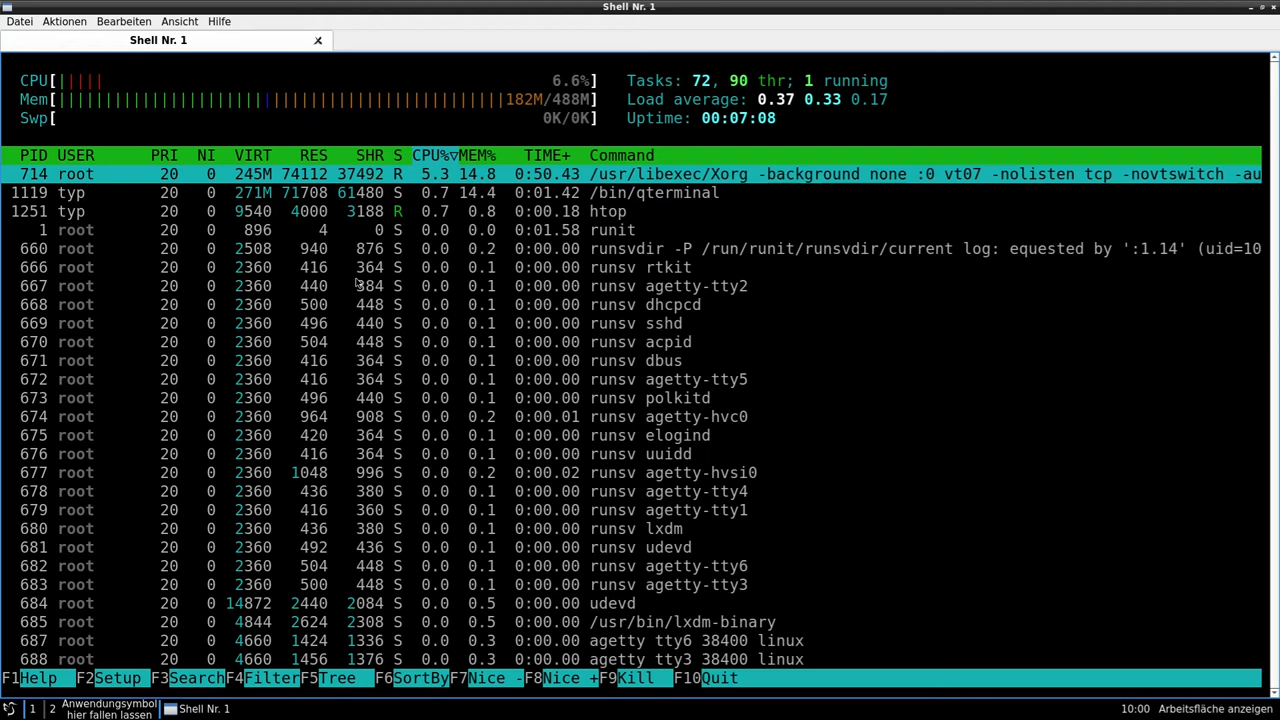 Shell Nr. 1
Datei Aktionen Bearbeiten Ansicht Hilfe
Shell Nr. 1
CPU[||||| 6.6%] Tasks: 72, 90 thr; 1 running
Mem[||||||||||||||||||||||||||||||||||||||||||||||||182M/488M] Load average: 0.37 0.33 0.17
Swp[ 0K/0K] Uptime: 00:07:08
PID USER PRI NI VIRT RES SHR S CPU%▽MEM% TIME+ Command
714 root 20 0 245M 74112 37492 R 5.3 14.8 0:50.43 /usr/libexec/Xorg -background none :0 vt07 -nolisten tcp -novtswitch -au
1119 typ 20 0 271M 71708 61480 S 0.7 14.4 0:01.42 /bin/qterminal
1251 typ 20 0 9540 4000 3188 R 0.7 0.8 0:00.18 htop
1 root 20 0 896 4 0 S 0.0 0.0 0:01.58 runit
660 root 20 0 2508 940 876 S 0.0 0.2 0:00.00 runsvdir -P /run/runit/runsvdir/current log: equested by ':1.14' (uid=10
666 root 20 0 2360 416 364 S 0.0 0.1 0:00.00 runsv rtkit
667 root 20 0 2360 440 384 S 0.0 0.1 0:00.00 runsv agetty-tty2
668 root 20 0 2360 500 448 S 0.0 0.1 0:00.00 runsv dhcpcd
669 root 20 0 2360 496 440 S 0.0 0.1 0:00.00 runsv sshd
670 root 20 0 2360 504 448 S 0.0 0.1 0:00.00 runsv acpid
671 root 20 0 2360 416 364 S 0.0 0.1 0:00.00 runsv dbus
672 root 20 0 2360 416 364 S 0.0 0.1 0:00.00 runsv agetty-tty5
673 root 20 0 2360 496 440 S 0.0 0.1 0:00.00 runsv polkitd
674 root 20 0 2360 964 908 S 0.0 0.2 0:00.01 runsv agetty-hvc0
675 root 20 0 2360 420 364 S 0.0 0.1 0:00.00 runsv elogind
676 root 20 0 2360 416 364 S 0.0 0.1 0:00.00 runsv uuidd
677 root 20 0 2360 1048 996 S 0.0 0.2 0:00.02 runsv agetty-hvsi0
678 root 20 0 2360 436 380 S 0.0 0.1 0:00.00 runsv agetty-tty4
679 root 20 0 2360 416 360 S 0.0 0.1 0:00.00 runsv agetty-tty1
680 root 20 0 2360 436 380 S 0.0 0.1 0:00.00 runsv lxdm
681 root 20 0 2360 492 436 S 0.0 0.1 0:00.00 runsv udevd
682 root 20 0 2360 504 448 S 0.0 0.1 0:00.00 runsv agetty-tty6
683 root 20 0 2360 500 448 S 0.0 0.1 0:00.00 runsv agetty-tty3
684 root 20 0 14872 2440 2084 S 0.0 0.5 0:00.00 udevd
685 root 20 0 4844 2624 2308 S 0.0 0.5 0:00.00 /usr/bin/lxdm-binary
687 root 20 0 4660 1424 1336 S 0.0 0.3 0:00.00 agetty tty6 38400 linux
688 root 20 0 4660 1456 1376 S 0.0 0.3 0:00.00 agetty tty3 38400 linux
F1Help F2Setup F3SearchF4FilterF5Tree F6SortByF7Nice -F8Nice +F9Kill F10Quit
1 2 Anwendungsymbol
hier fallen lassen
Shell Nr. 1
10:00 Arbeitsfläche anzeigen